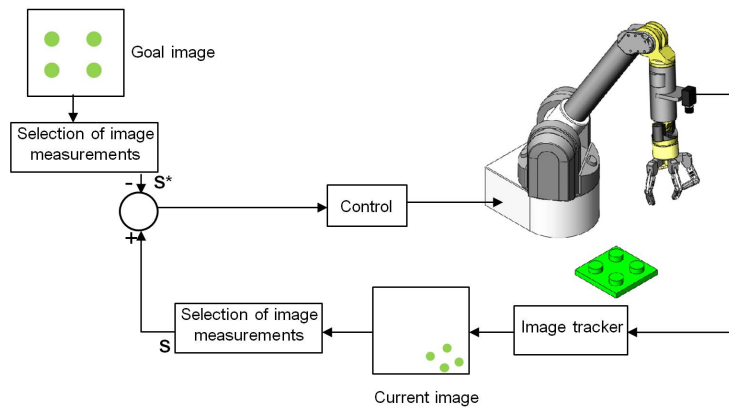 Goal image
Selection of image
measurements
-
S*
+
Control
S
Selection of image
measurements
Image tracker
Current image